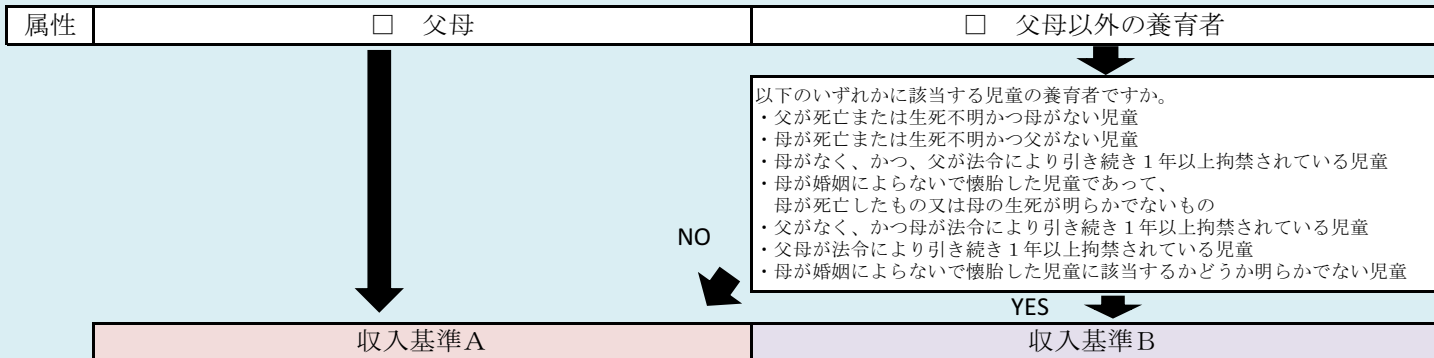 属性 □ 父母 □ 父母以外の養育者
以下のいずれかに該当する児童の養育者ですか。
・父が死亡または生死不明かつ母がない児童
・母が死亡または生死不明かつ父がない児童
・母がなく、かつ、父が法令により引き続き1年以上拘禁されている児童
・母が婚姻によらないで懐胎した児童であって、
母が死亡したもの又は母の生死が明らかでないもの
・父がなく、かつ母が法令により引き続き1年以上拘禁されている児童
・父母が法令により引き続き1年以上拘禁されている児童
・母が婚姻によらないで懐胎した児童に該当するかどうか明らかでない児童
NO
YES
収入基準A 収入基準B